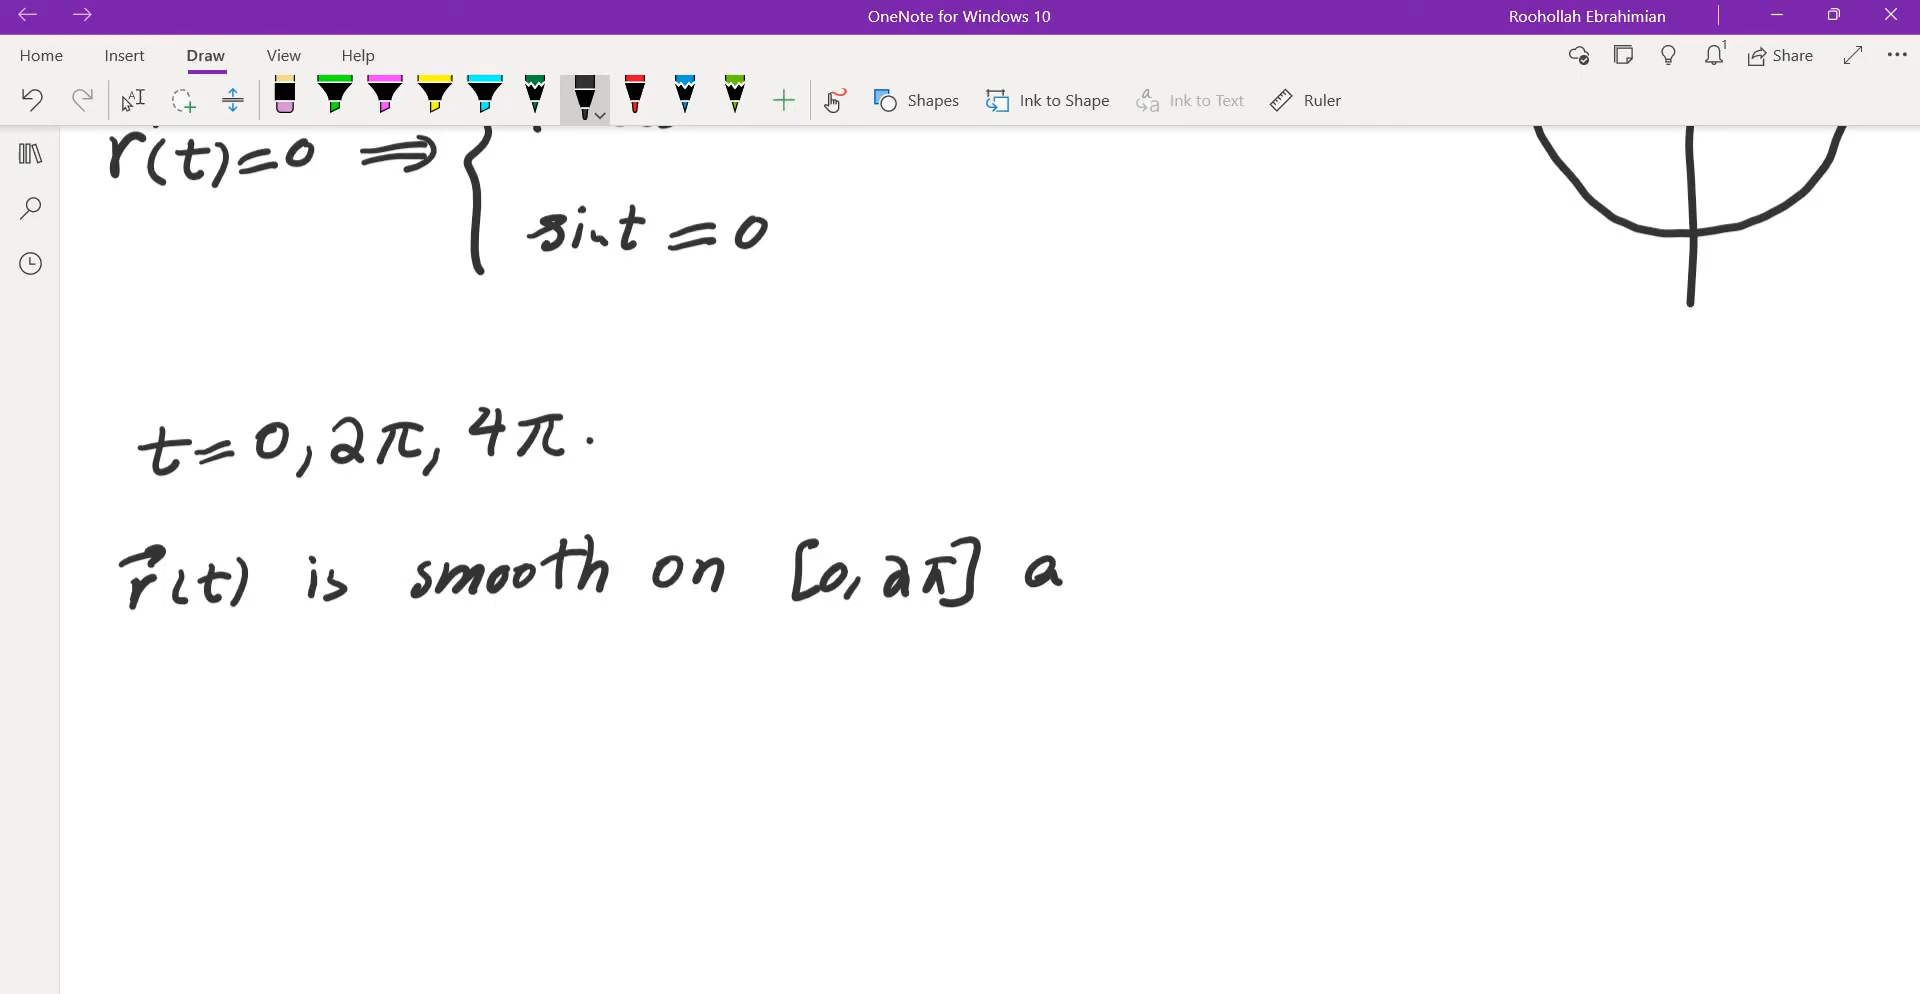 OneNote for Windows 10
Roohollah Ebrahimian
Home Insert Draw View Help
1
Share
Shapes
Ink to Shape
Ink to Text
Ruler
r(t)=0 ⟹ {
sin t = 0
t = 0, 2π, 4π.
r⃗(t) is smooth on [0, 2π] a